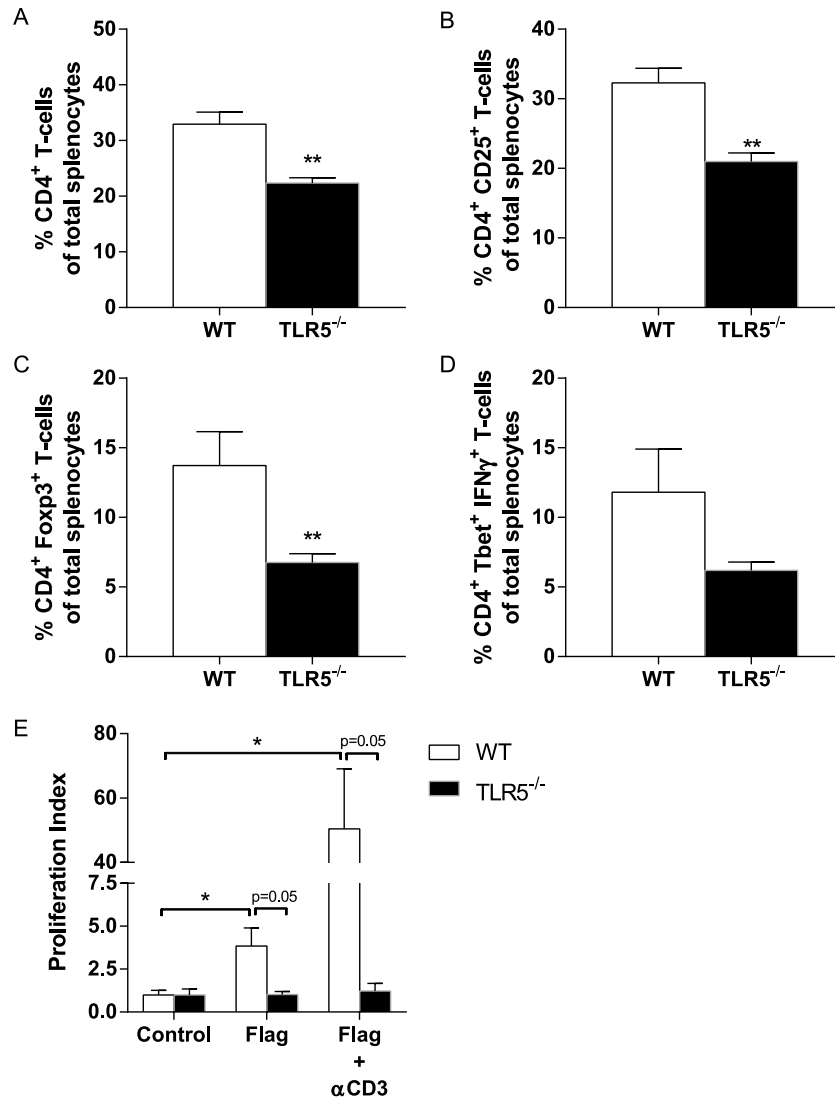 A
% CD4⁺ T-cells
of total splenocytes
50
40
30
20
10
0
**
WT
TLR5⁻/⁻
B
% CD4⁺ CD25⁺ T-cells
of total splenocytes
40
30
20
10
0
**
WT
TLR5⁻/⁻
C
% CD4⁺ Foxp3⁺ T-cells
of total splenocytes
20
15
10
5
0
**
WT
TLR5⁻/⁻
D
% CD4⁺ Tbet⁺ IFNγ⁺ T-cells
of total splenocytes
20
15
10
5
0
WT
TLR5⁻/⁻
E
Proliferation Index
80
60
40
7.5
5.0
2.5
0.0
*
p=0.05
*
p=0.05
Control
Flag
Flag
+
αCD3
WT
TLR5⁻/⁻